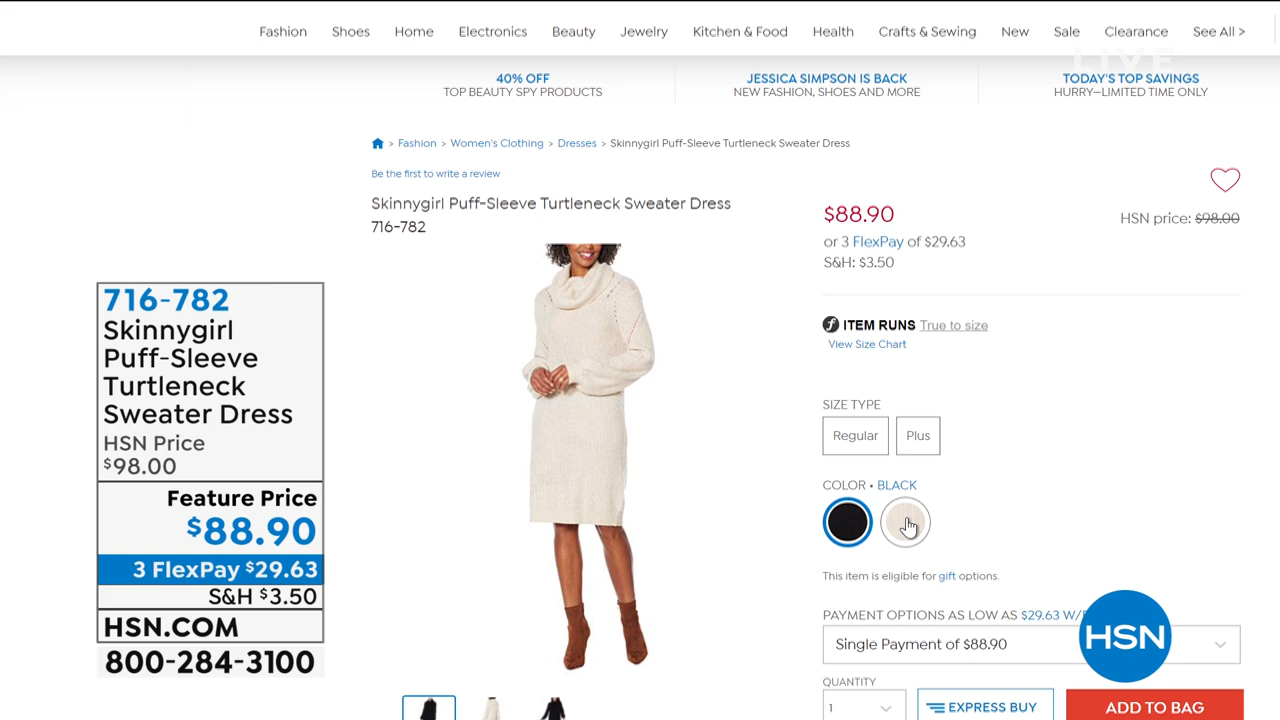 Fashion Shoes Home Electronics Beauty Jewelry Kitchen & Food Health Crafts & Sewing New Sale Clearance See All >
LIVE
40% OFF
TOP BEAUTY SPY PRODUCTS
JESSICA SIMPSON IS BACK
NEW FASHION, SHOES AND MORE
TODAY'S TOP SAVINGS
HURRY—LIMITED TIME ONLY
> Fashion > Women's Clothing > Dresses > Skinnygirl Puff-Sleeve Turtleneck Sweater Dress
Be the first to write a review
Skinnygirl Puff-Sleeve Turtleneck Sweater Dress
716-782
$88.90
HSN price: $98.00
or 3 FlexPay of $29.63
S&H: $3.50
ITEM RUNS True to size
View Size Chart
SIZE TYPE
Regular Plus
COLOR • BLACK
This item is eligible for gift options.
PAYMENT OPTIONS AS LOW AS $29.63 W/
Single Payment of $88.90
QUANTITY
1
EXPRESS BUY
ADD TO BAG
HSN
716-782
Skinnygirl
Puff-Sleeve
Turtleneck
Sweater Dress
HSN Price
$98.00
Feature Price
$88.90
3 FlexPay $29.63
S&H $3.50
HSN.COM
800-284-3100